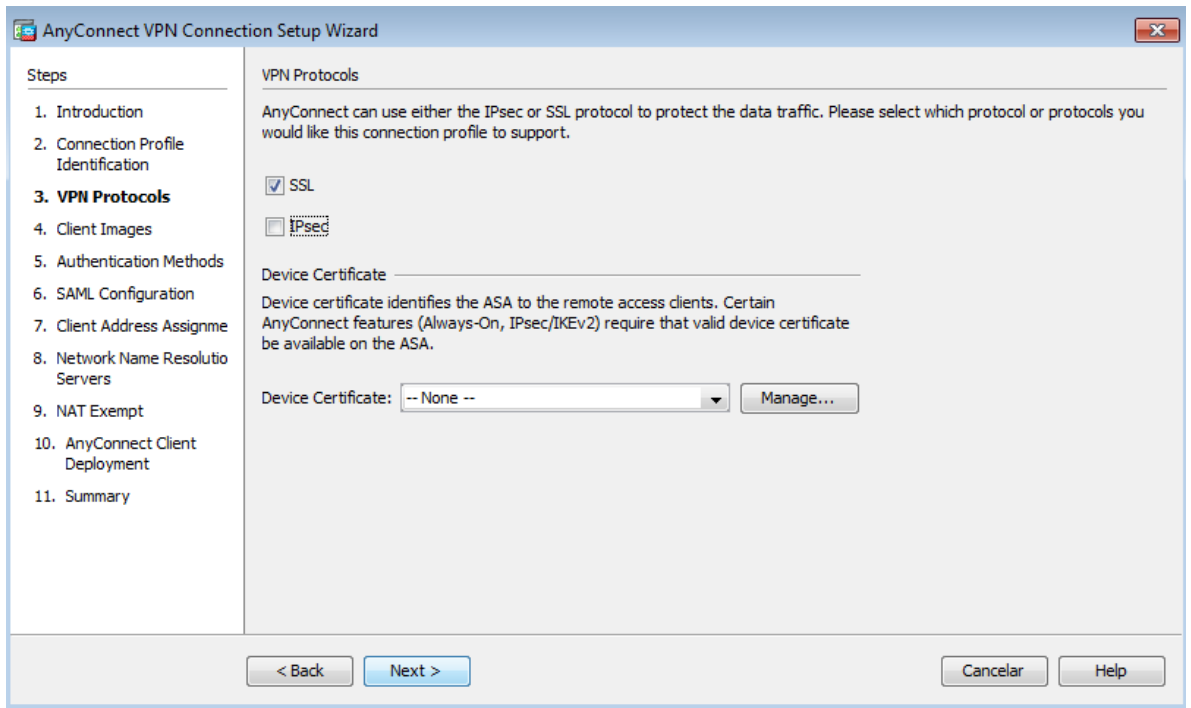 AnyConnect VPN Connection Setup Wizard
Steps
1. Introduction
2. Connection Profile
Identification
3. VPN Protocols
4. Client Images
5. Authentication Methods
6. SAML Configuration
7. Client Address Assignme
8. Network Name Resolutio
Servers
9. NAT Exempt
10. AnyConnect Client
Deployment
11. Summary
VPN Protocols
AnyConnect can use either the IPsec or SSL protocol to protect the data traffic. Please select which protocol or protocols you
would like this connection profile to support.
SSL
IPsec
Device Certificate
Device certificate identifies the ASA to the remote access clients. Certain
AnyConnect features (Always-On, IPsec/IKEv2) require that valid device certificate
be available on the ASA.
Device Certificate: -- None -- Manage...
< Back Next > Cancelar Help